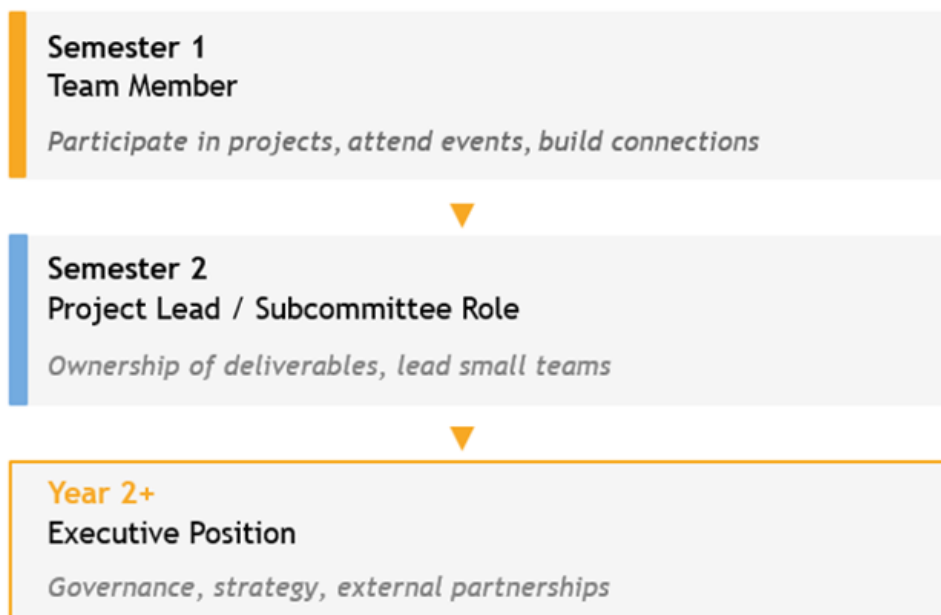 Semester 1
Team Member
Participate in projects, attend events, build connections
Semester 2
Project Lead / Subcommittee Role
Ownership of deliverables, lead small teams
Year 2+
Executive Position
Governance, strategy, external partnerships